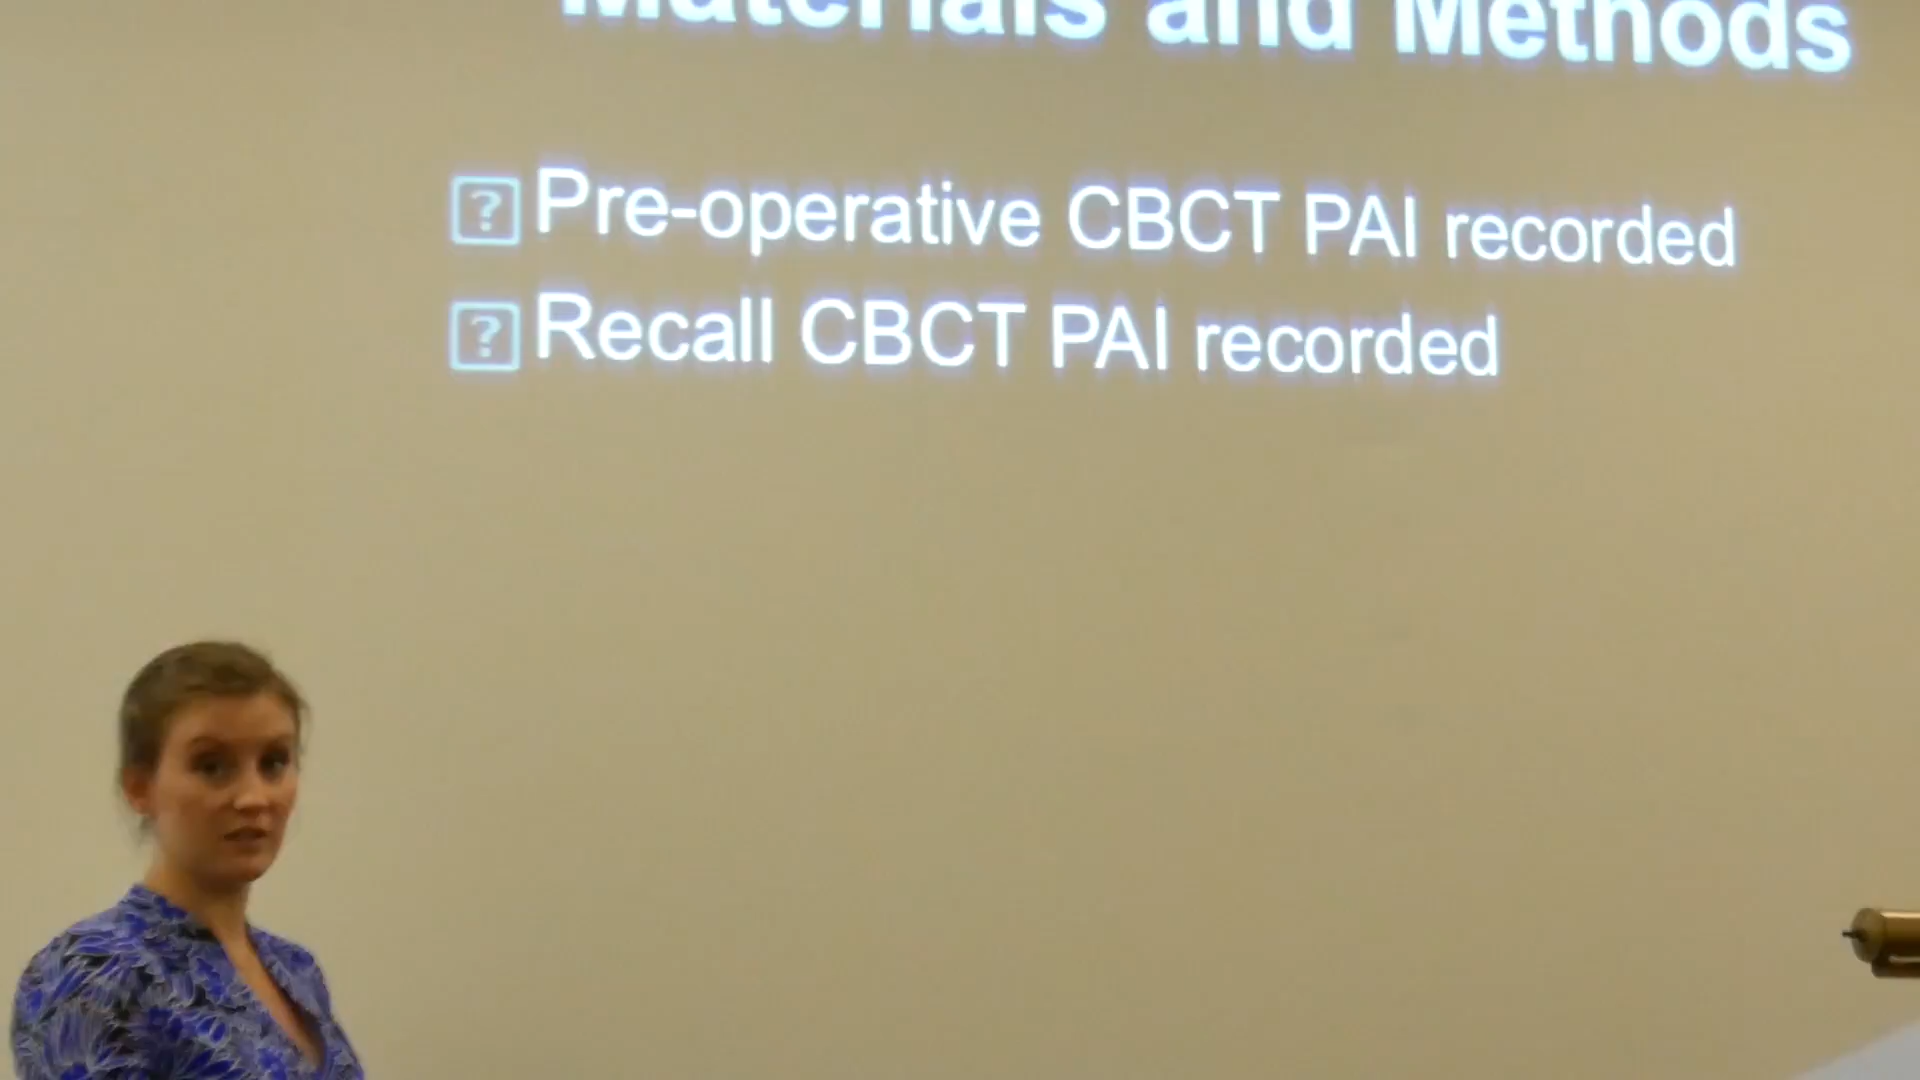 Materials and Methods
Pre-operative CBCT PAI recorded
Recall CBCT PAI recorded